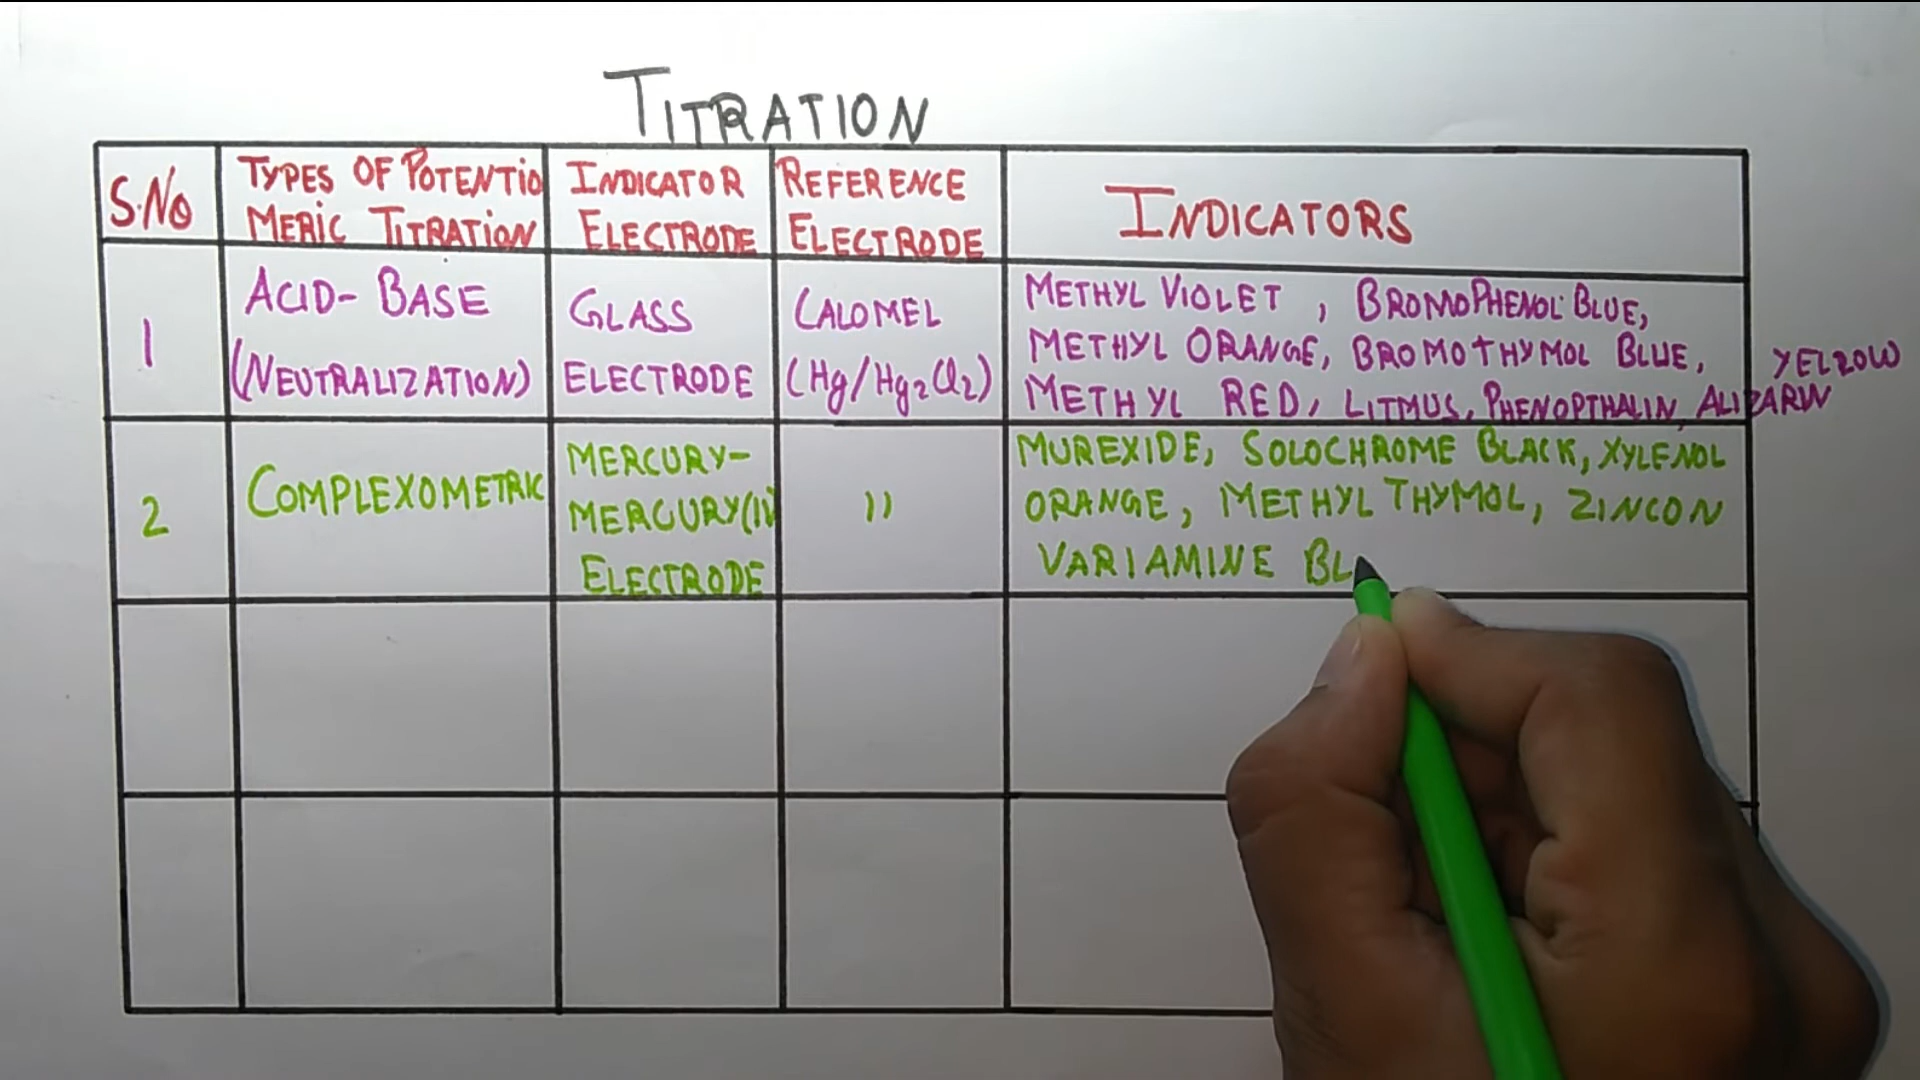 TITRATION
S.NO
TYPES OF POTENTIO
MERIC TITRATION
INDICATOR
ELECTRODE
REFERENCE
ELECTRODE
INDICATORS
1
ACID-BASE
(NEUTRALIZATION)
GLASS
ELECTRODE
CALOMEL
(Hg/Hg2Cl2)
METHYL VIOLET, BROMOPHENOL BLUE,
METHYL ORANGE, BROMOTHYMOL BLUE, YELLOW
METHYL RED, LITMUS, PHENOPTHALIN, ALIZARIN
2
COMPLEXOMETRIC
MERCURY-
MERCURY(II)
ELECTRODE
"
MUREXIDE, SOLOCHROME BLACK, XYLENOL
ORANGE, METHYL THYMOL, ZINCON
VARIAMINE BL